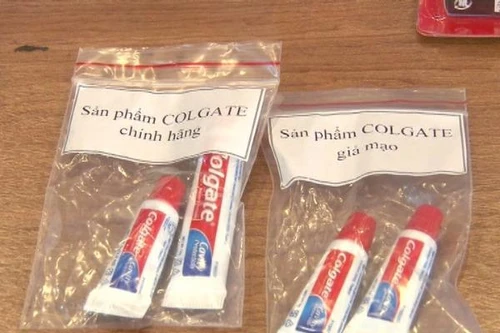 Sản phẩm COLGATE
chính hãng
Colgate
Colgate
Sản phẩm COLGATE
giả mạo
Colgate
Colgate